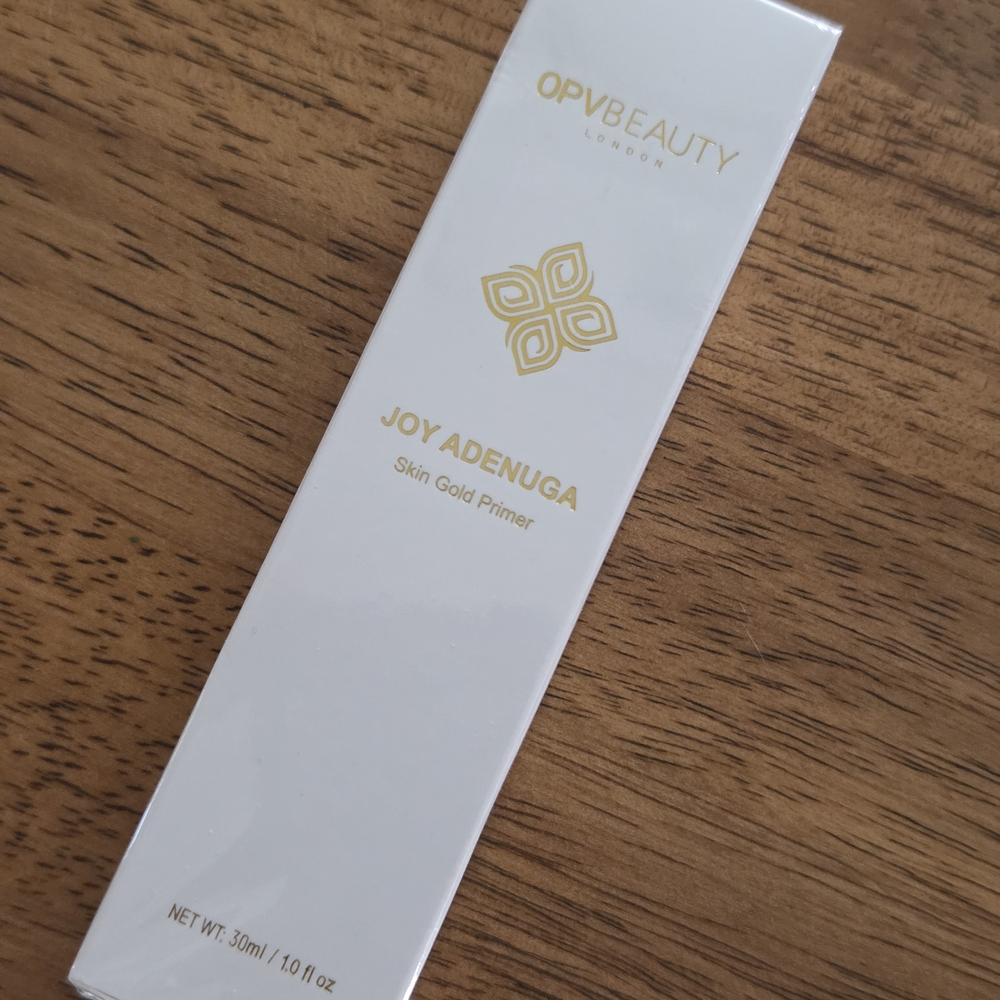 OPVBEAUTY
LONDON
JOY ADENUGA
Skin Gold Primer
NET WT: 30ml / 1.0 fl oz